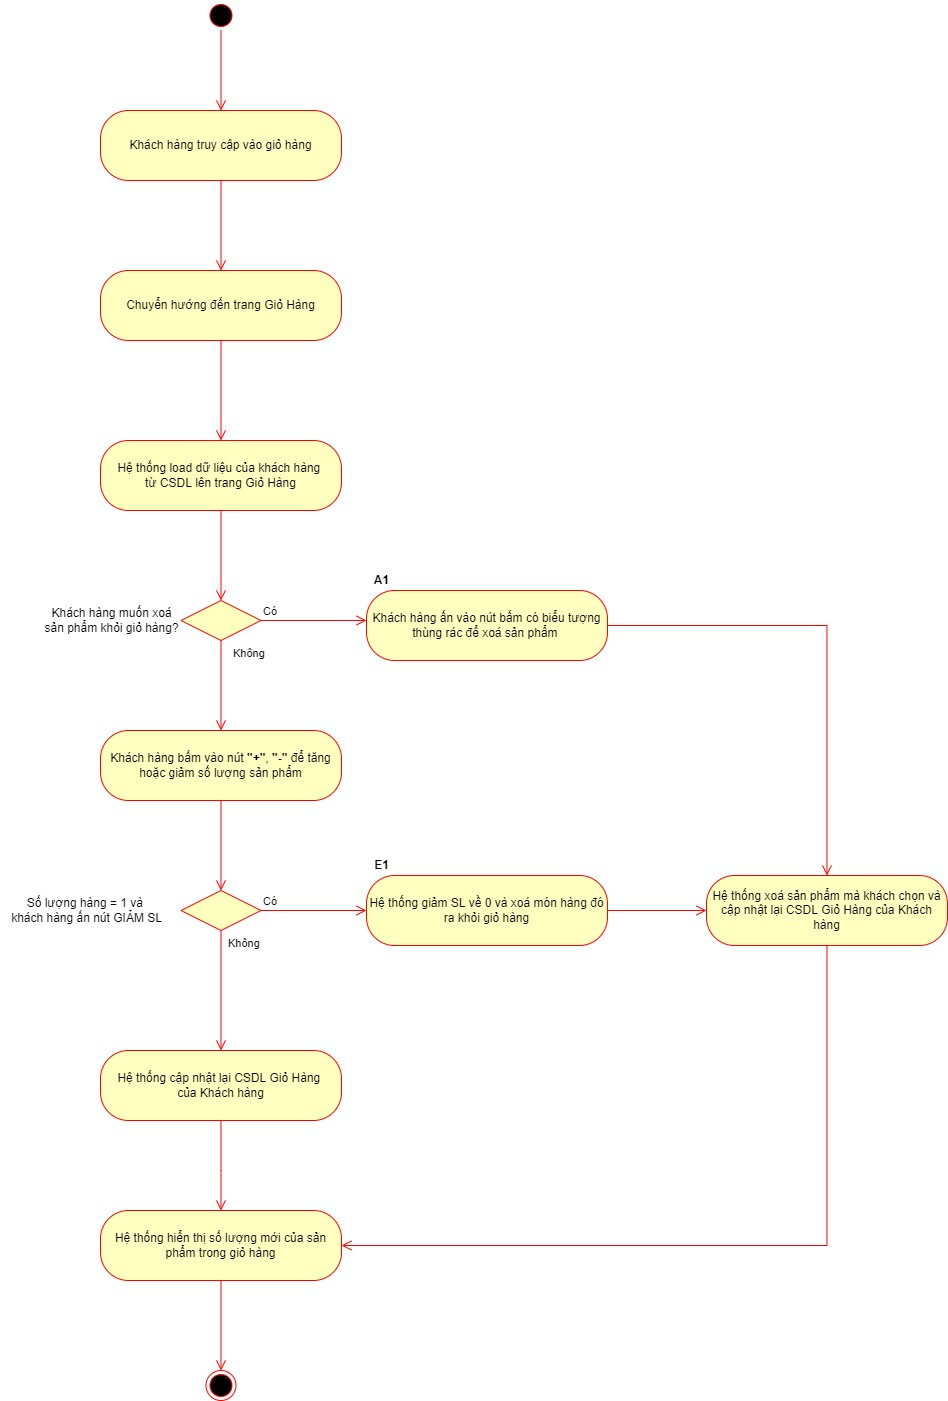 Khách hàng truy cập vào giỏ hàng
Chuyển hướng đến trang Giỏ Hàng
Hệ thống load dữ liệu của khách hàng
từ CSDL lên trang Giỏ Hàng
Khách hàng muốn xoá
sản phẩm khỏi giỏ hàng?
Có
Không
A1
Khách hàng ấn vào nút bấm có biểu tượng
thùng rác để xoá sản phẩm
Khách hàng bấm vào nút "+", "-" để tăng
hoặc giảm số lượng sản phẩm
Số lượng hàng = 1 và
khách hàng ấn nút GIẢM SL
Có
Không
E1
Hệ thống giảm SL về 0 và xoá món hàng đó
ra khỏi giỏ hàng
Hệ thống xoá sản phẩm mà khách chọn và
cập nhật lại CSDL Giỏ Hàng của Khách
hàng
Hệ thống cập nhật lại CSDL Giỏ Hàng
của Khách hàng
Hệ thống hiển thị số lượng mới của sản
phẩm trong giỏ hàng